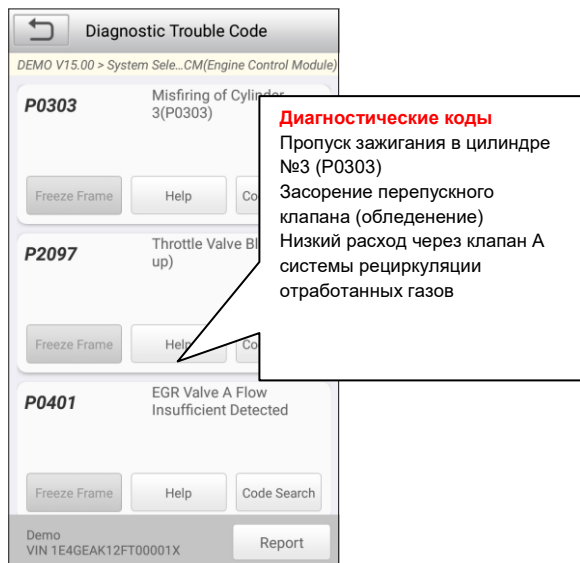 Diagnostic Trouble Code
DEMO V15.00 > System Sele...CM(Engine Control Module)
P0303
Misfiring of Cylinder
3(P0303)
Freeze Frame
Help
Co
P2097
Throttle Valve Bl
up)
Freeze Frame
Help
Co
P0401
EGR Valve A Flow
Insufficient Detected
Freeze Frame
Help
Code Search
Demo
VIN 1E4GEAK12FT00001X
Report
Диагностические коды
Пропуск зажигания в цилиндре
№3 (P0303)
Засорение перепускного
клапана (обледенение)
Низкий расход через клапан А
системы рециркуляции
отработанных газов